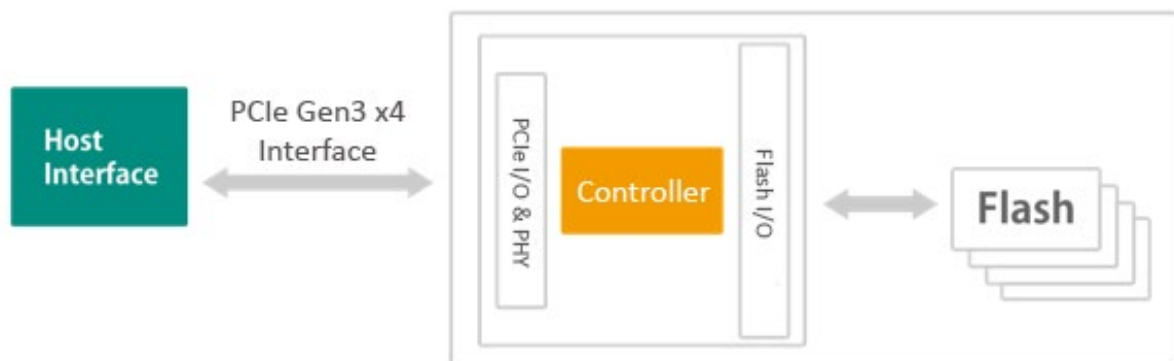 Host
Interface
PCIe Gen3 x4
Interface
PCIe I/O & PHY
Controller
Flash I/O
Flash